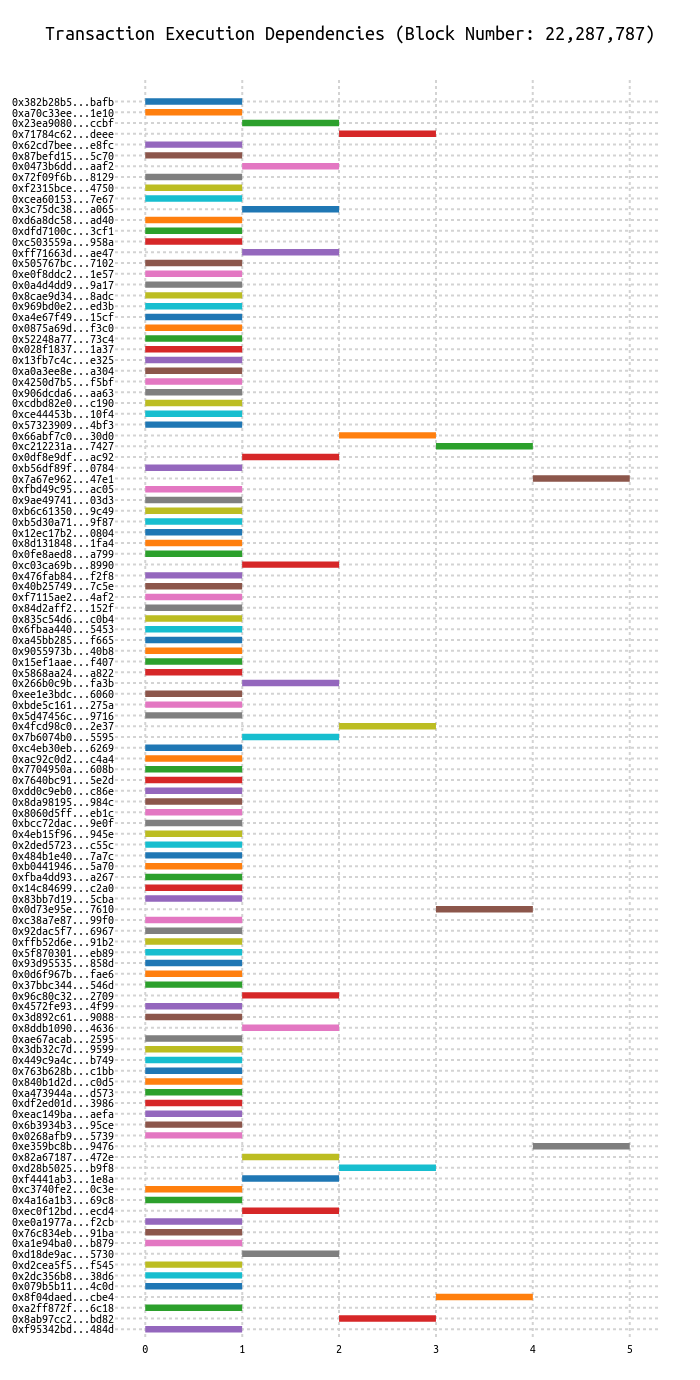 Transaction Execution Dependencies (Block Number: 22,287,787)
0x382b28b5...bafb
0xa70c33ee...1e10
0x23ea9080...ccbf
0x71784c62...deee
0x62cd7bee...e8fc
0x87befd15...5c70
0x0473b6dd...aaf2
0x72f09f6b...8129
0xf2315bce...4750
0xcea60153...7e67
0x3c75dc38...a065
0xd6a8dc58...ad40
0xdfd7100c...3cf1
0xc503559a...958a
0xff71663d...ae47
0x505767bc...7102
0xe0f8ddc2...1e57
0x0a4d4dd9...9a17
0x8cae9d34...8adc
0x969bd0e2...ed3b
0xa4e67f49...15cf
0x0875a69d...f3c0
0x52248a77...73c4
0x028f1837...1a37
0x13fb7c4c...e325
0xa0a3ee8e...a304
0x4250d7b5...f5bf
0x906dcda6...aa63
0xcdbd82e0...c190
0xce44453b...10f4
0x57323909...4bf3
0x66abf7c0...30d0
0xc212231a...7427
0x0df8e9df...ac92
0xb56df89f...0784
0x7a67e962...47e1
0xfbd49c95...ac05
0x9ae49741...03d3
0xb6c61350...9c49
0xb5d30a71...9f87
0x12ec17b2...0804
0x8d131848...1fa4
0x0fe8aed8...a799
0xc03ca69b...8990
0x476fab84...f2f8
0x40b25749...7c5e
0xf7115ae2...4af2
0x84d2aff2...152f
0x835c54d6...c0b4
0x6fbaa440...5453
0xa45bb285...f665
0x9055973b...40b8
0x15ef1aae...f407
0x5868aa24...a822
0x266b0c9b...fa3b
0xee1e3bdc...6060
0xbde5c161...275a
0x5d47456c...9716
0x4fcd98c0...2e37
0x7b6074b0...5595
0xc4eb30eb...6269
0xac92c0d2...c4a4
0x7704950a...608b
0x7640bc91...5e2d
0xdd0c9eb0...c86e
0x8da98195...984c
0x8060d5ff...eb1c
0xbcc72dac...9e0f
0x4eb15f96...945e
0x2ded5723...c55c
0x484b1e40...7a7c
0xb0441946...5a70
0xfba4dd93...a267
0x14c84699...c2a0
0x83bb7d19...5cba
0x0d73e95e...7610
0xc38a7e87...99f0
0x92dac5f7...6967
0xffb52d6e...91b2
0x5f870301...eb89
0x93d95535...858d
0x0d6f967b...fae6
0x37bbc344...546d
0x96c80c32...2709
0x4572fe93...4f99
0x3d892c61...9088
0x8ddb1090...4636
0xae67acab...2595
0x3db32c7d...9599
0x449c9a4c...b749
0x763b628b...c1bb
0x840b1d2d...c0d5
0xa473944a...d573
0xdf2ed01d...3986
0xeac149ba...aefa
0x6b3934b3...95ce
0x0268afb9...5739
0xe359bc8b...9476
0x82a67187...472e
0xd28b5025...b9f8
0xf4441ab3...1e8a
0xc3740fe2...0c3e
0x4a16a1b3...69c8
0xec0f12bd...ecd4
0xe0a1977a...f2cb
0x76c834eb...91ba
0xa1e94ba0...b879
0xd18de9ac...5730
0xd2cea5f5...f545
0x2dc356b8...38d6
0x079b5b11...4c0d
0x8f04daed...cbe4
0xa2ff872f...6c18
0x8ab97cc2...bd82
0xf95342bd...484d
0 1 2 3 4 5